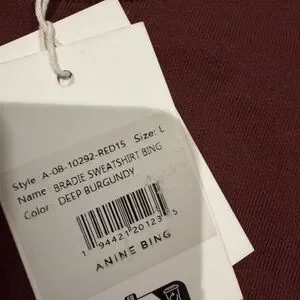 Style : A-08-10292-RED15 Size: L
Name : BRADIE SWEATSHIRT BING
Color : DEEP BURGUNDY
1 94421 20123 5
ANINE BING